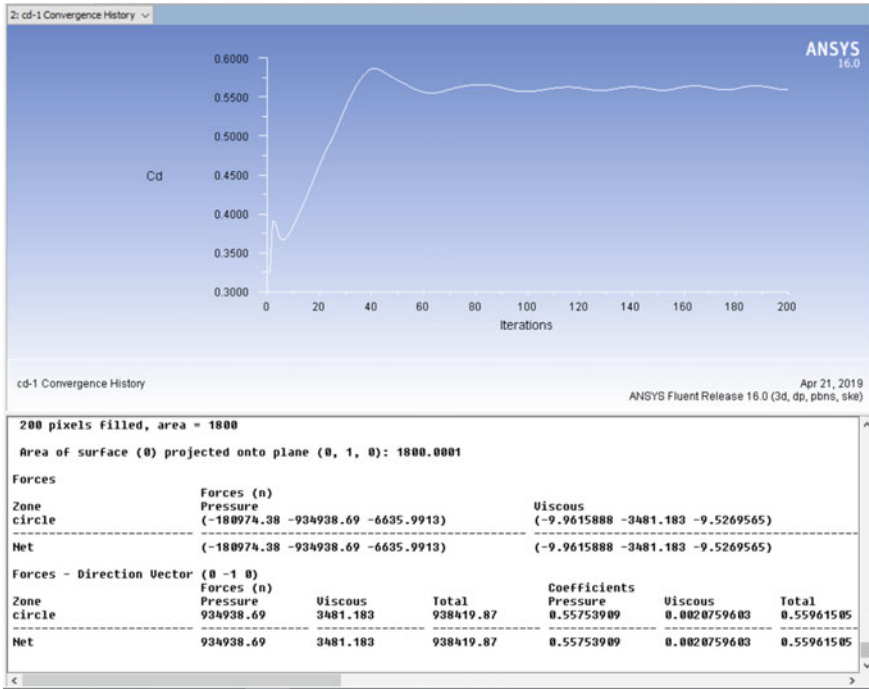 2: cd-1 Convergence History
ANSYS
16.0
0.6000
0.5500
0.5000
0.4500
0.4000
0.3500
0.3000
Cd
0 20 40 60 80 100 120 140 160 180 200
Iterations
cd-1 Convergence History
Apr 21, 2019
ANSYS Fluent Release 16.0 (3d, dp, pbns, ske)
200 pixels filled, area = 1800
Area of surface (0) projected onto plane (0, 1, 0): 1800.0001
Forces
Forces (n)
Zone Pressure Viscous
circle (-180974.38 -934938.69 -6635.9913) (-9.9615888 -3481.183 -9.5269565)
Net (-180974.38 -934938.69 -6635.9913) (-9.9615888 -3481.183 -9.5269565)
Forces - Direction Vector (0 -1 0)
Forces (n) Coefficients
Zone Pressure Viscous Total Pressure Viscous Total
circle 934938.69 3481.183 938419.87 0.55753909 0.0020759603 0.55961505
Net 934938.69 3481.183 938419.87 0.55753909 0.0020759603 0.55961505